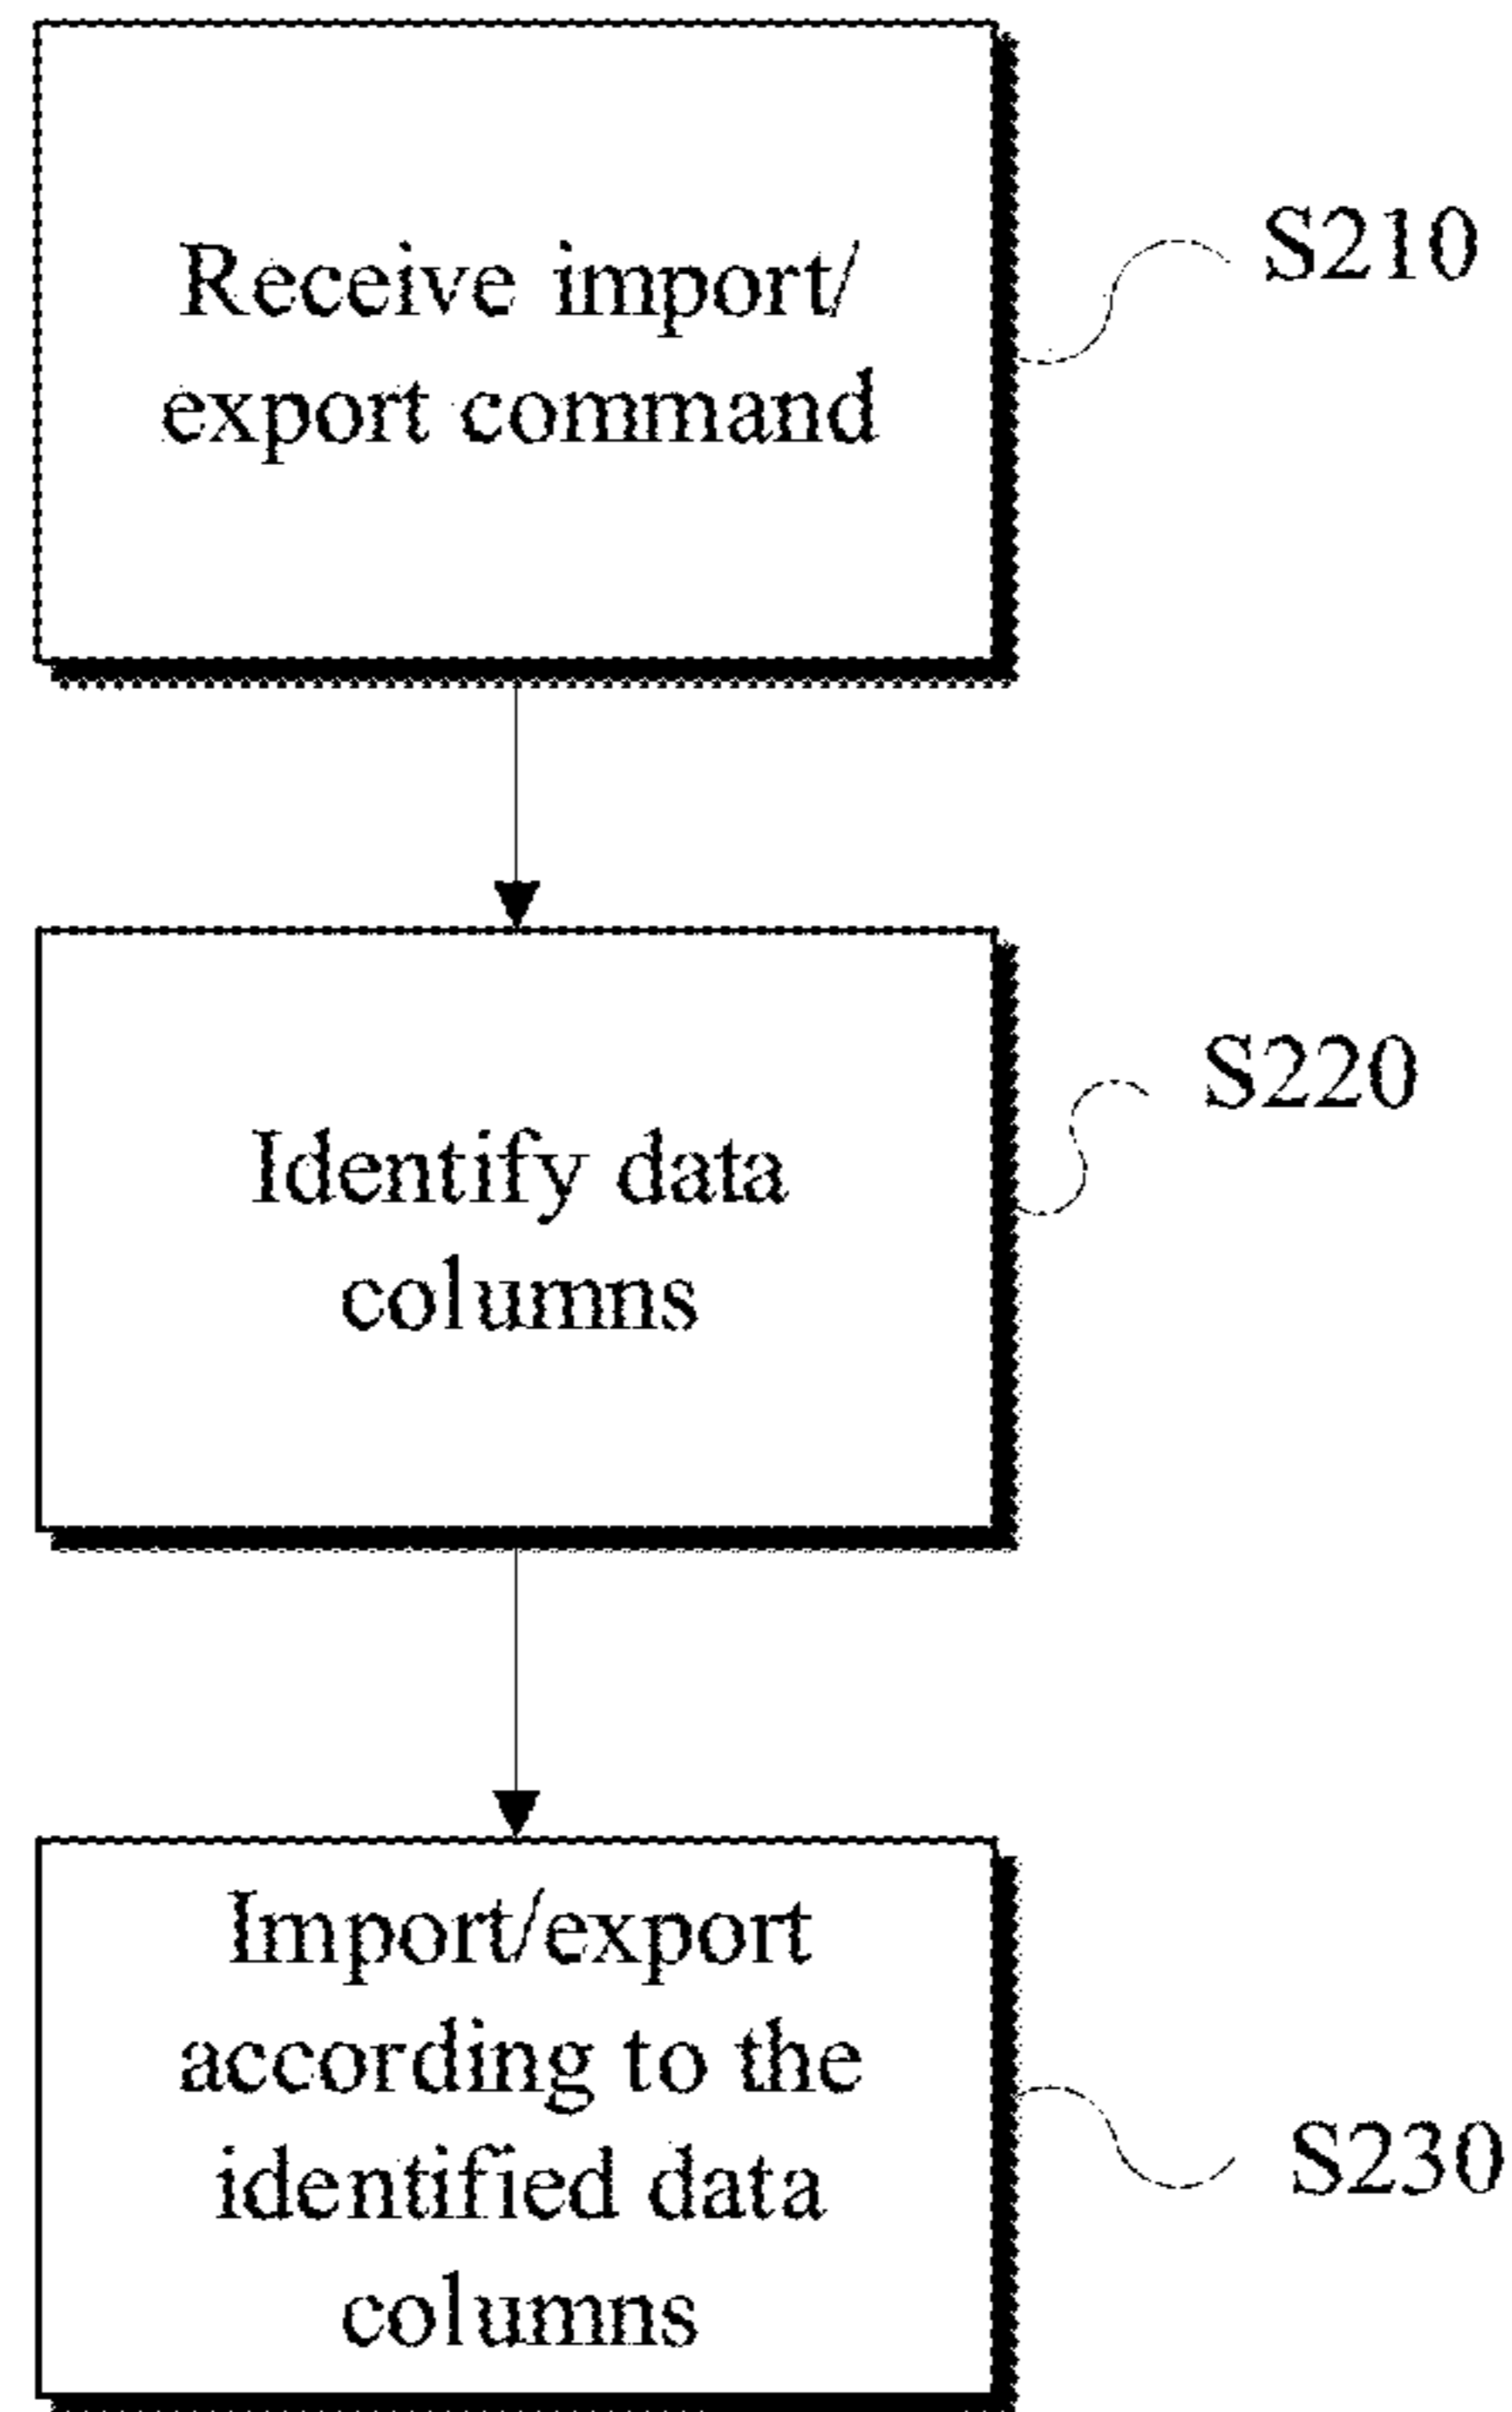 Receive import/
export command
S210
Identify data
columns
S220
Import/export
according to the
identified data
columns
S230